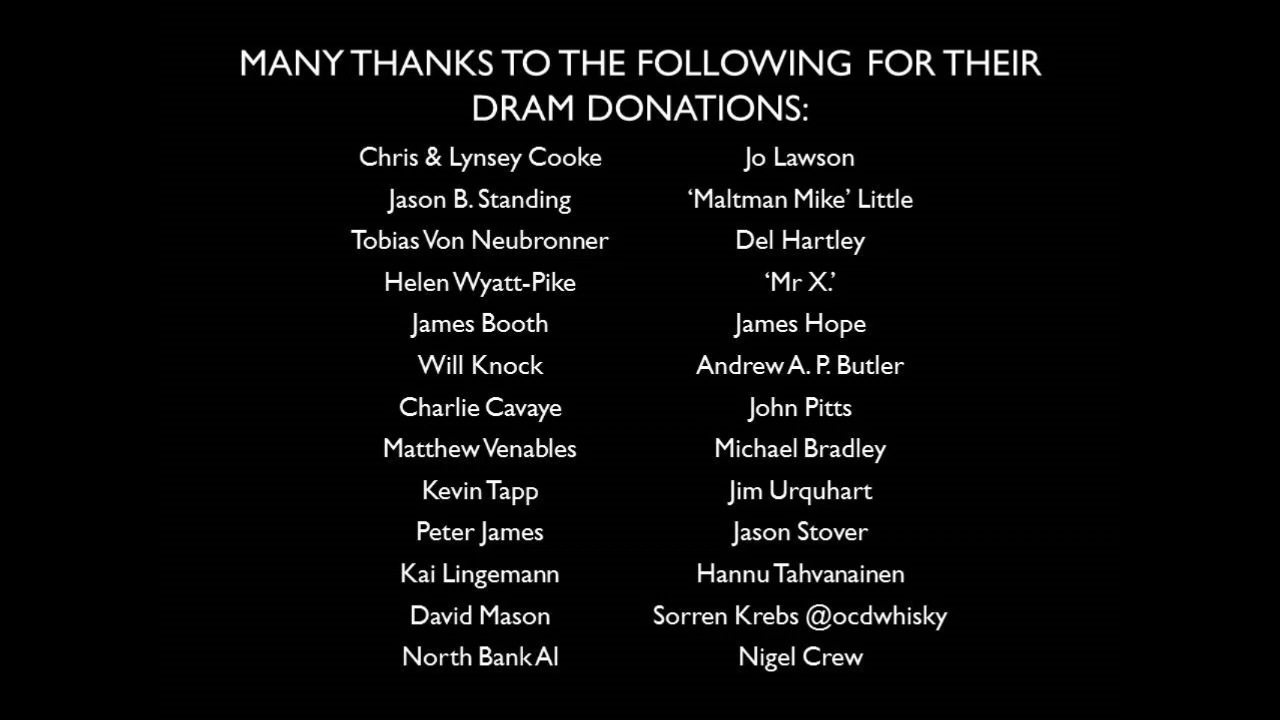 MANY THANKS TO THE FOLLOWING FOR THEIR
DRAM DONATIONS:
Chris & Lynsey Cooke
Jason B. Standing
Tobias Von Neubronner
Helen Wyatt-Pike
James Booth
Will Knock
Charlie Cavaye
Matthew Venables
Kevin Tapp
Peter James
Kai Lingemann
David Mason
North Bank Al
Jo Lawson
‘Maltman Mike’ Little
Del Hartley
‘Mr X.’
James Hope
Andrew A. P. Butler
John Pitts
Michael Bradley
Jim Urquhart
Jason Stover
Hannu Tahvanainen
Sorren Krebs @ocdwhisky
Nigel Crew